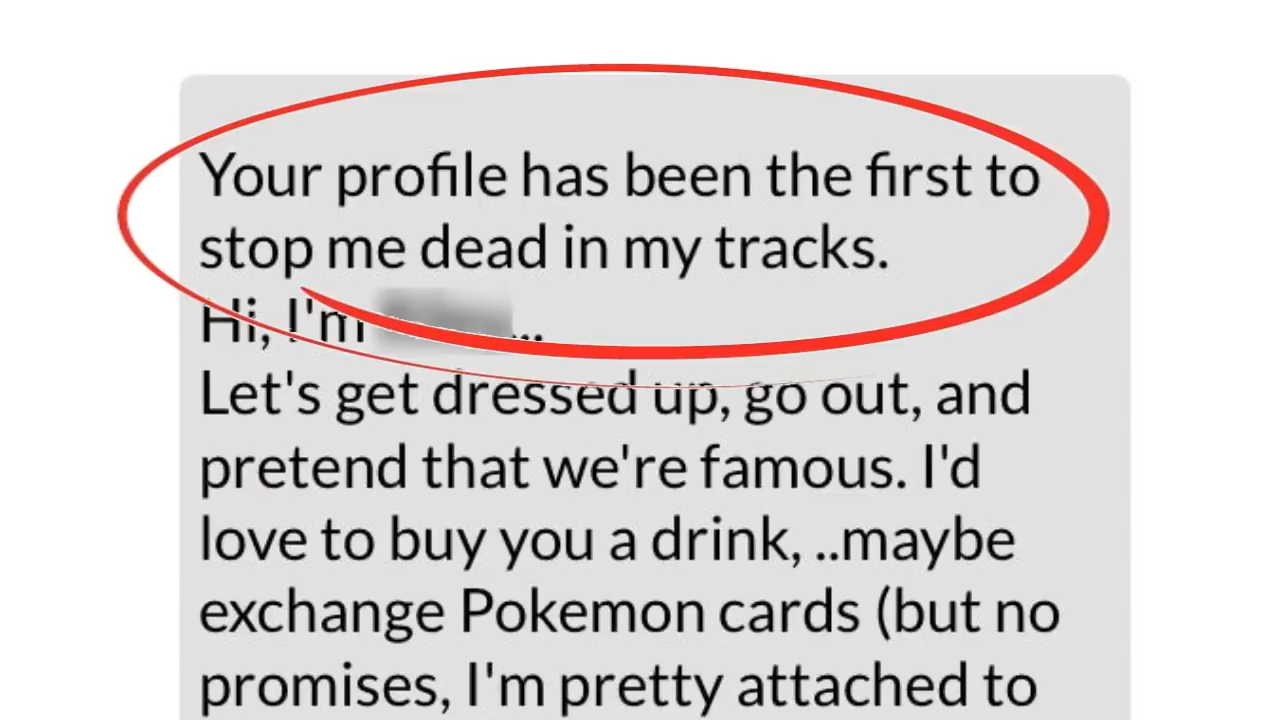 Your profile has been the first to
stop me dead in my tracks.
Hi, I'm ...
Let's get dressed up, go out, and
pretend that we're famous. I'd
love to buy you a drink, ..maybe
exchange Pokemon cards (but no
promises, I'm pretty attached to